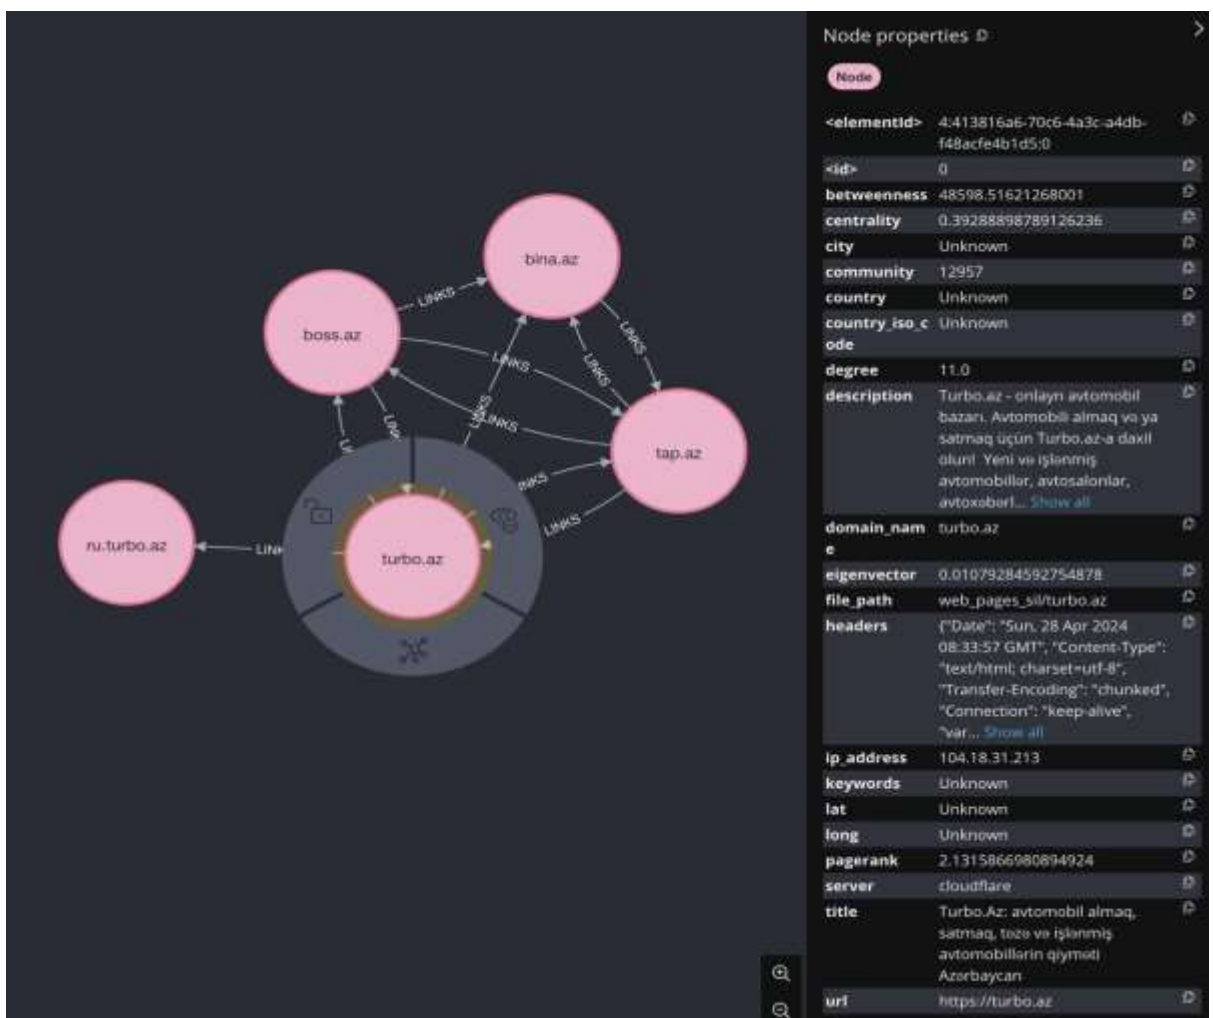 bina.az
boss.az
LINKS
LINKS
LINKS
LINKS
LINKS
LINKS
LINK
LI
tap.az
INKS
LINKS
ru.turbo.az
LINK
turbo.az
Node properties
Node
<elementId> 4:413816a6-70c6-4a3c-a4db-
f48acfe4b1d5:0
<id> 0
betweenness 48598.51621268001
centrality 0.39288898789126236
city Unknown
community 12957
country Unknown
country_iso_c Unknown
ode
degree 11.0
description Turbo.az - onlayn avtomobil
bazarı. Avtomobili almaq və ya
satmaq üçün Turbo.az-a daxil
olun! Yeni və işlənmiş
avtomobillər, avtosalonlar,
avtoxəbərl... Show all
domain_nam turbo.az
e
eigenvector 0.01079284592754878
file_path web_pages_sil/turbo.az
headers {"Date": "Sun, 28 Apr 2024
08:33:57 GMT", "Content-Type":
"text/html; charset=utf-8",
"Transfer-Encoding": "chunked",
"Connection": "keep-alive",
"var... Show all
ip_address 104.18.31.213
keywords Unknown
lat Unknown
long Unknown
pagerank 2.1315866980894924
server cloudflare
title Turbo.Az: avtomobil almaq,
satmaq, təzə və işlənmiş
avtomobillərin qiyməti
Azərbaycan
url https://turbo.az